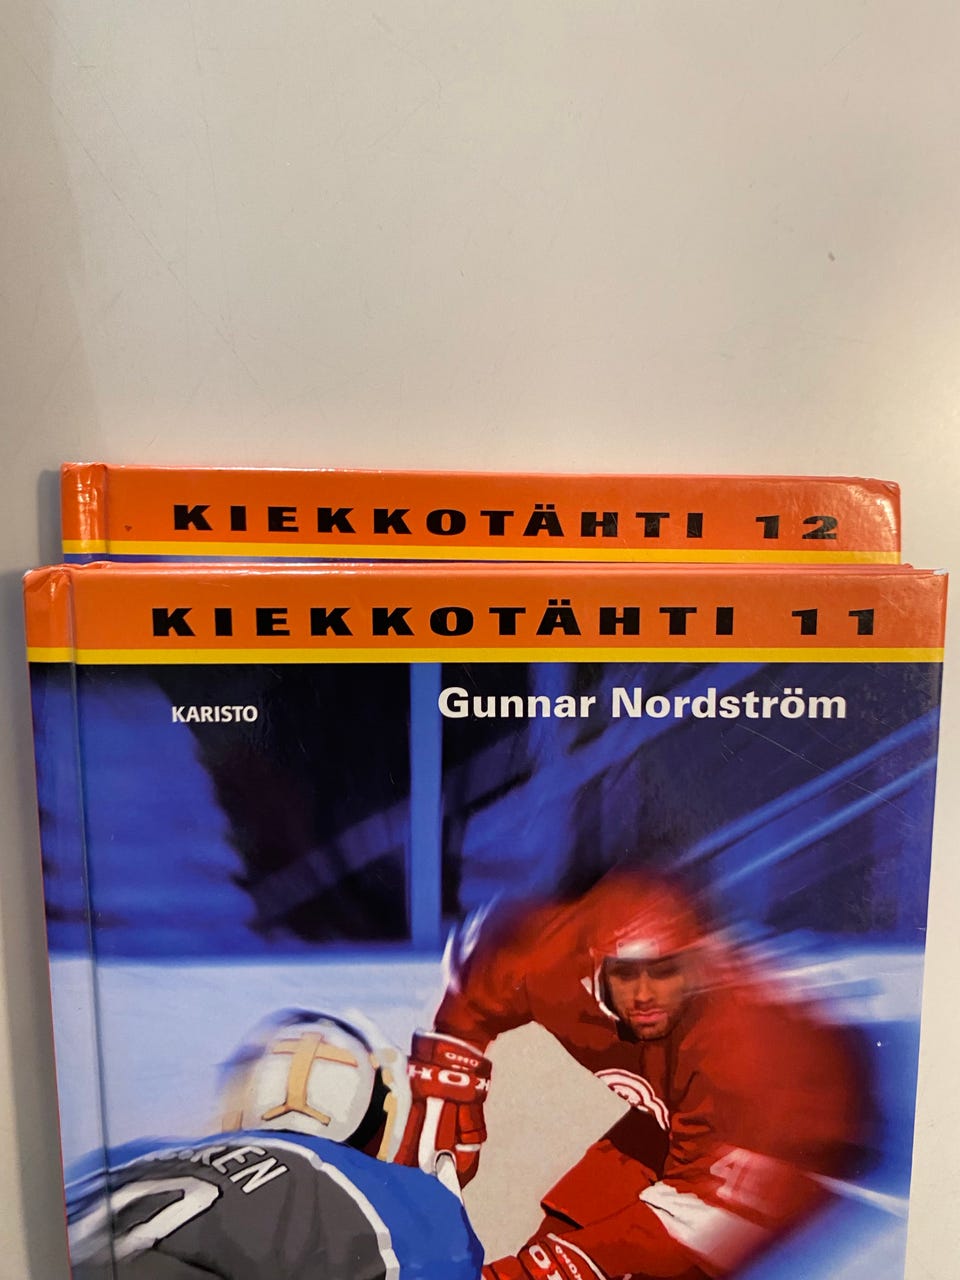 KIEKKOTÄHTI 12
KIEKKOTÄHTI 11
KARISTO
Gunnar Nordström